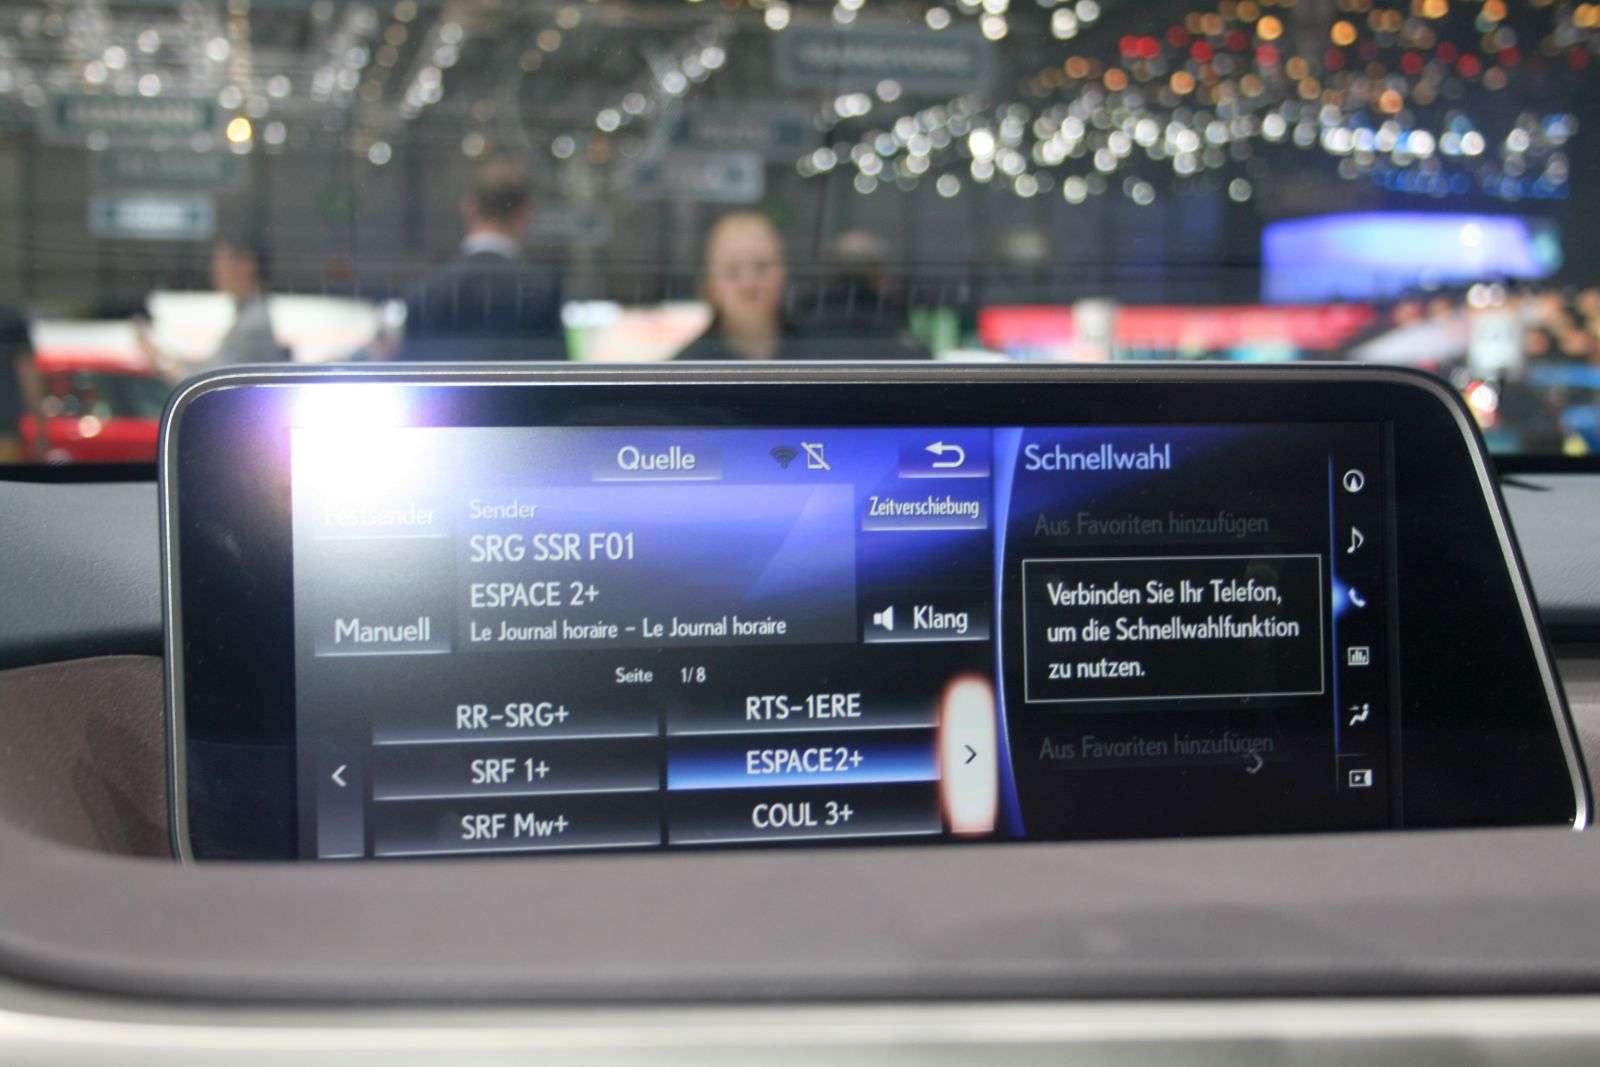 Quelle
Festsender
Sender
SRG SSR F01
ESPACE 2+
Le Journal horaire – Le Journal horaire
Manuell
Zeitverschiebung
Klang
Seite 1/8
RR-SRG+
RTS-1ERE
SRF 1+
ESPACE2+
SRF Mw+
COUL 3+
Schnellwahl
Aus Favoriten hinzufügen
Verbinden Sie Ihr Telefon,
um die Schnellwahlfunktion
zu nutzen.
Aus Favoriten hinzufügen